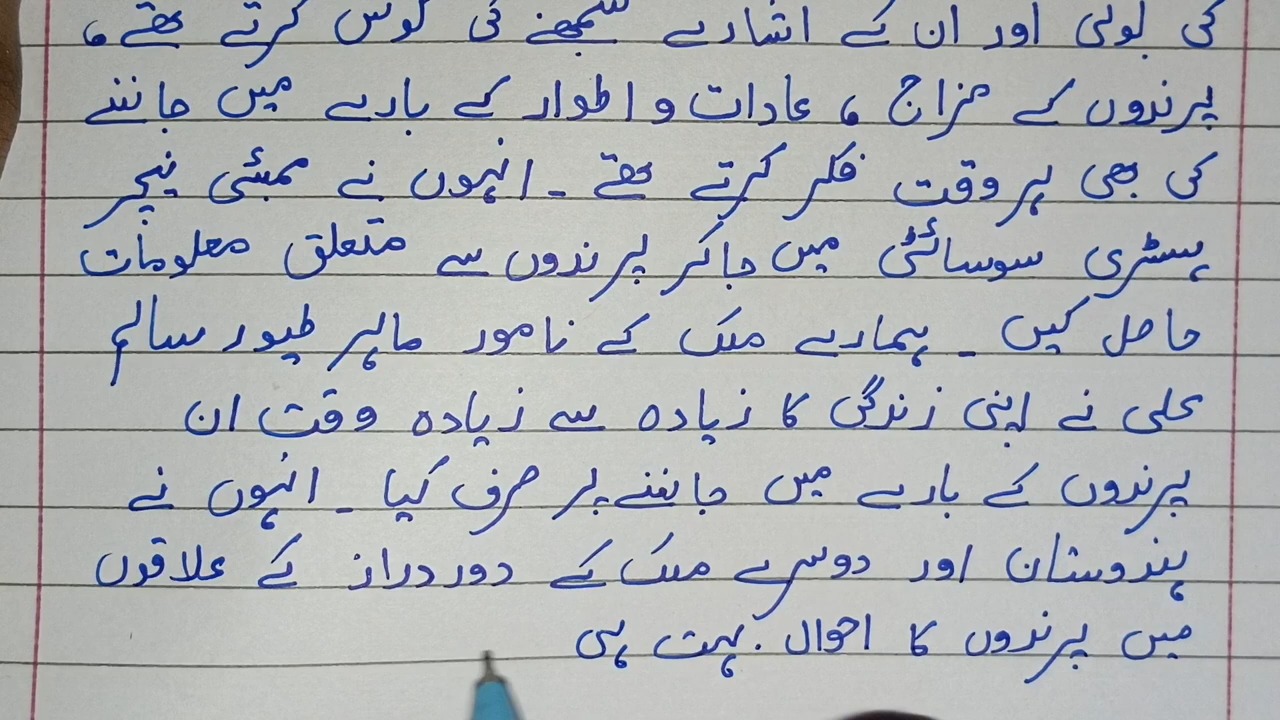 کی بولی اور ان کے اشارے سمجھنے کی کوشش کرتے تھے،
پرندوں کے مزاج ، عادات و اطوار کے بارے میں جاننے
کی بھی ہر وقت فکر کرتے تھے ۔ انہوں نے ممبئی نیچر
ہسٹری سوسائٹی میں جا کر پرندوں سے متعلق معلومات
حاصل کیں ۔ ہمارے ملک کے نامور ماہر طیور سالم
علی نے اپنی زندگی کا زیادہ سے زیادہ وقت ان
پرندوں کے بارے میں جاننے پر صرف کیا ۔ انہوں نے
ہندوستان اور دوسرے ملک کے دور دراز کے علاقوں
میں پرندوں کا احوال بہت ہی